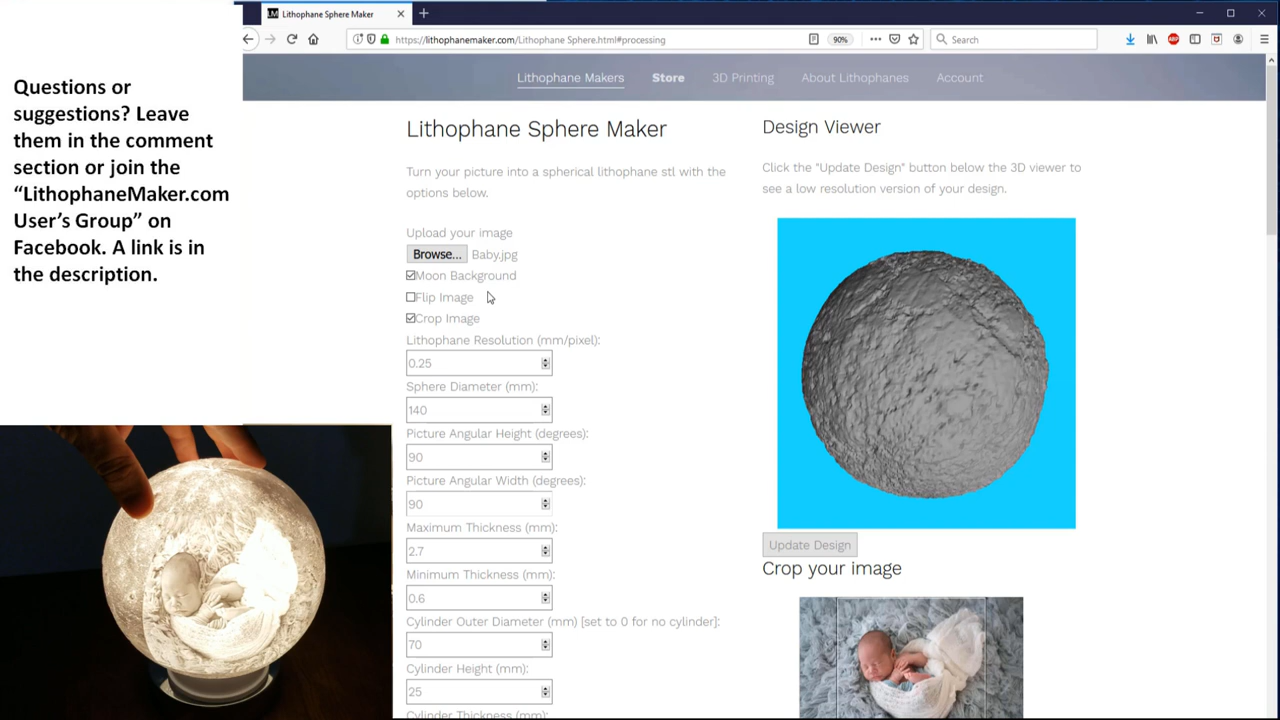 Questions or
suggestions? Leave
them in the comment
section or join the
“LithophaneMaker.com
User’s Group” on
Facebook. A link is in
the description.
LM Lithophane Sphere Maker
https://lithophanemaker.com/Lithophane Sphere.html#processing
90%
Search
ABP
Lithophane Makers
Store
3D Printing
About Lithophanes
Account
Lithophane Sphere Maker
Turn your picture into a spherical lithophane stl with the
options below.
Upload your image
Browse... Baby.jpg
Moon Background
Flip Image
Crop Image
Lithophane Resolution (mm/pixel):
0.25
Sphere Diameter (mm):
140
Picture Angular Height (degrees):
90
Picture Angular Width (degrees):
90
Maximum Thickness (mm):
2.7
Minimum Thickness (mm):
0.6
Cylinder Outer Diameter (mm) [set to 0 for no cylinder]:
70
Cylinder Height (mm):
25
Cylinder Thickness (mm):
Design Viewer
Click the "Update Design" button below the 3D viewer to
see a low resolution version of your design.
Update Design
Crop your image